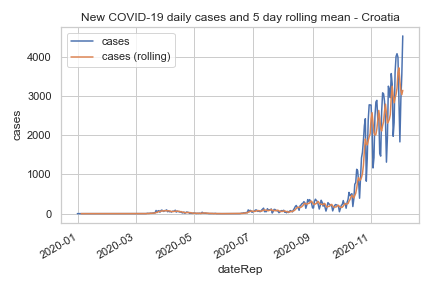 New COVID-19 daily cases and 5 day rolling mean - Croatia
cases
cases (rolling)
4000
3000
2000
1000
0
cases
2020-01
2020-03
2020-05
2020-07
2020-09
2020-11
dateRep